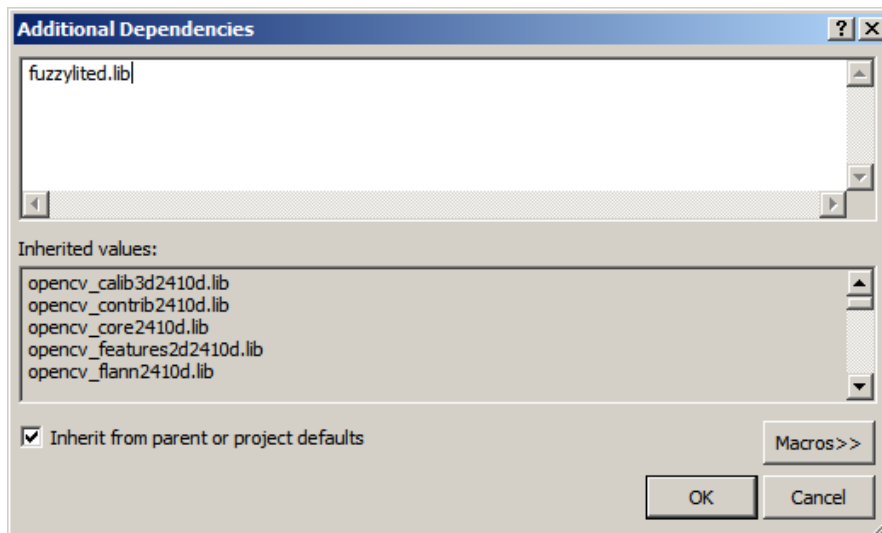 Additional Dependencies
fuzzylited.lib
Inherited values:
opencv_calib3d2410d.lib
opencv_contrib2410d.lib
opencv_core2410d.lib
opencv_features2d2410d.lib
opencv_flann2410d.lib
Inherit from parent or project defaults
Macros>>
OK
Cancel